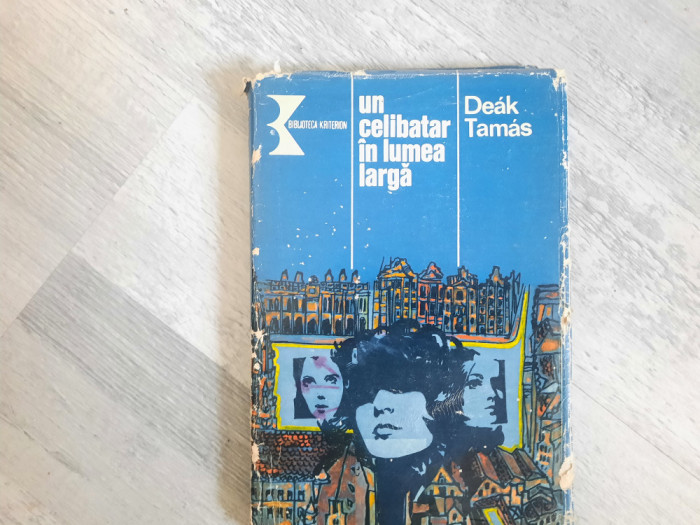 BIBLIOTECA KRITERION
un
celibatar
în lumea
largă
Deák
Tamás